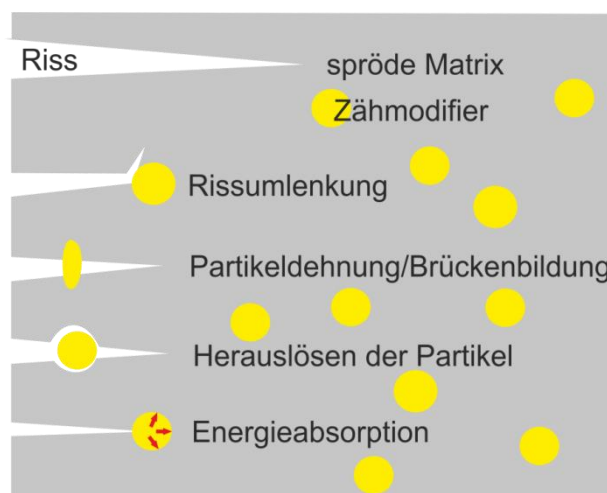 Riss
spröde Matrix
Zähmodifier
Rissumlenkung
Partikeldehnung/Brückenbildung
Herauslösen der Partikel
Energieabsorption